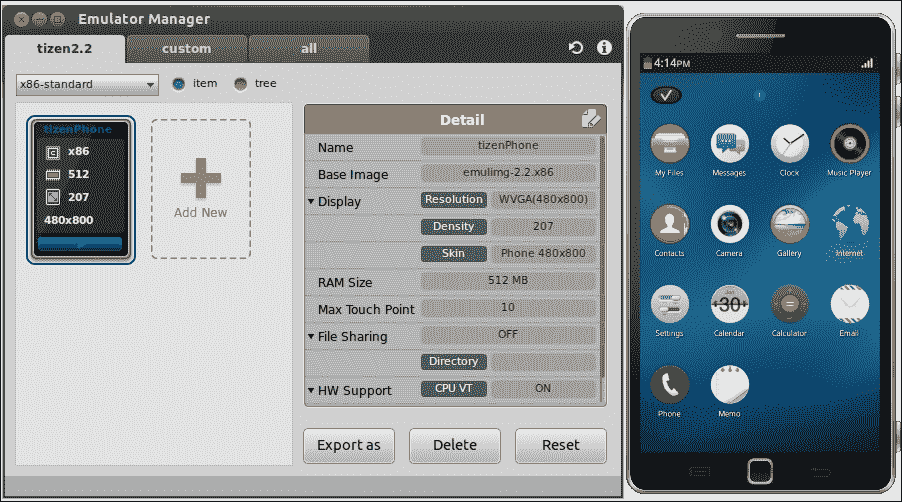 Emulator Manager
tizen2.2
custom
all
x86-standard
item
tree
tizenPhone
x86
512
207
480x800
Add New
Detail
Name
tizenPhone
Base Image
emulimg-2.2.x86
Display
Resolution
WVGA(480x800)
Density
207
Skin
Phone 480x800
RAM Size
512 MB
Max Touch Point
10
File Sharing
OFF
Directory
HW Support
CPU VT
ON
Export as
Delete
Reset
4:14PM
My Files
Messages
Clock
Music Player
Contacts
Camera
Gallery
Internet
30
Settings
Calendar
Calculator
Email
Phone
Memo